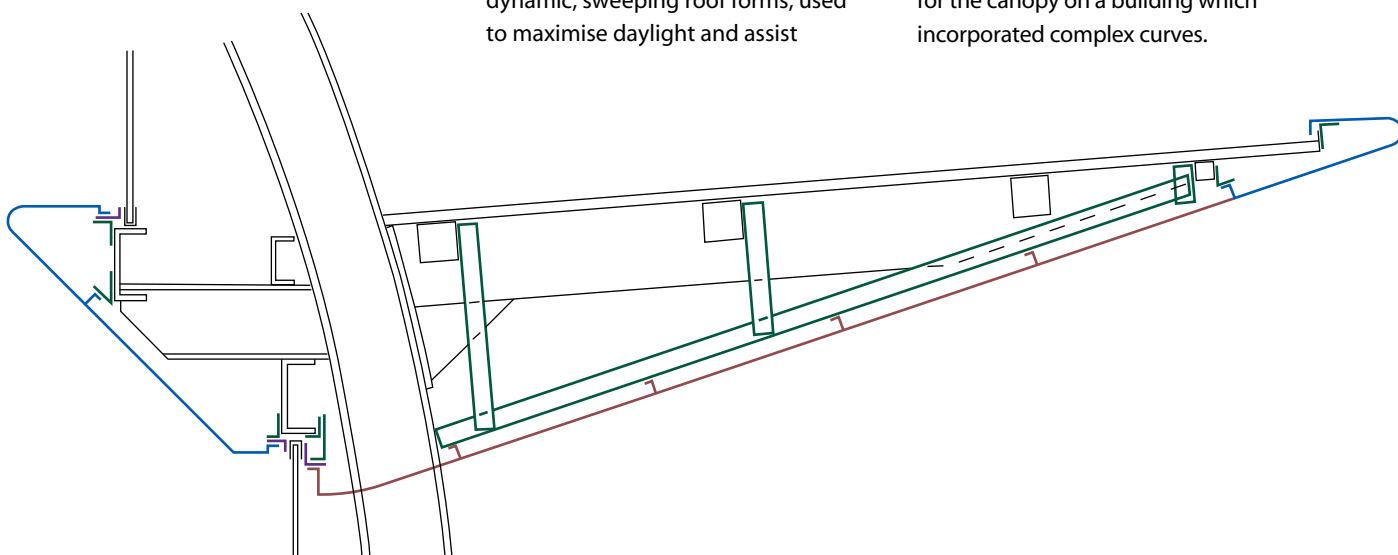 dynamic, sweeping roof forms, used
to maximise daylight and assist
for the canopy on a building which
incorporated complex curves.